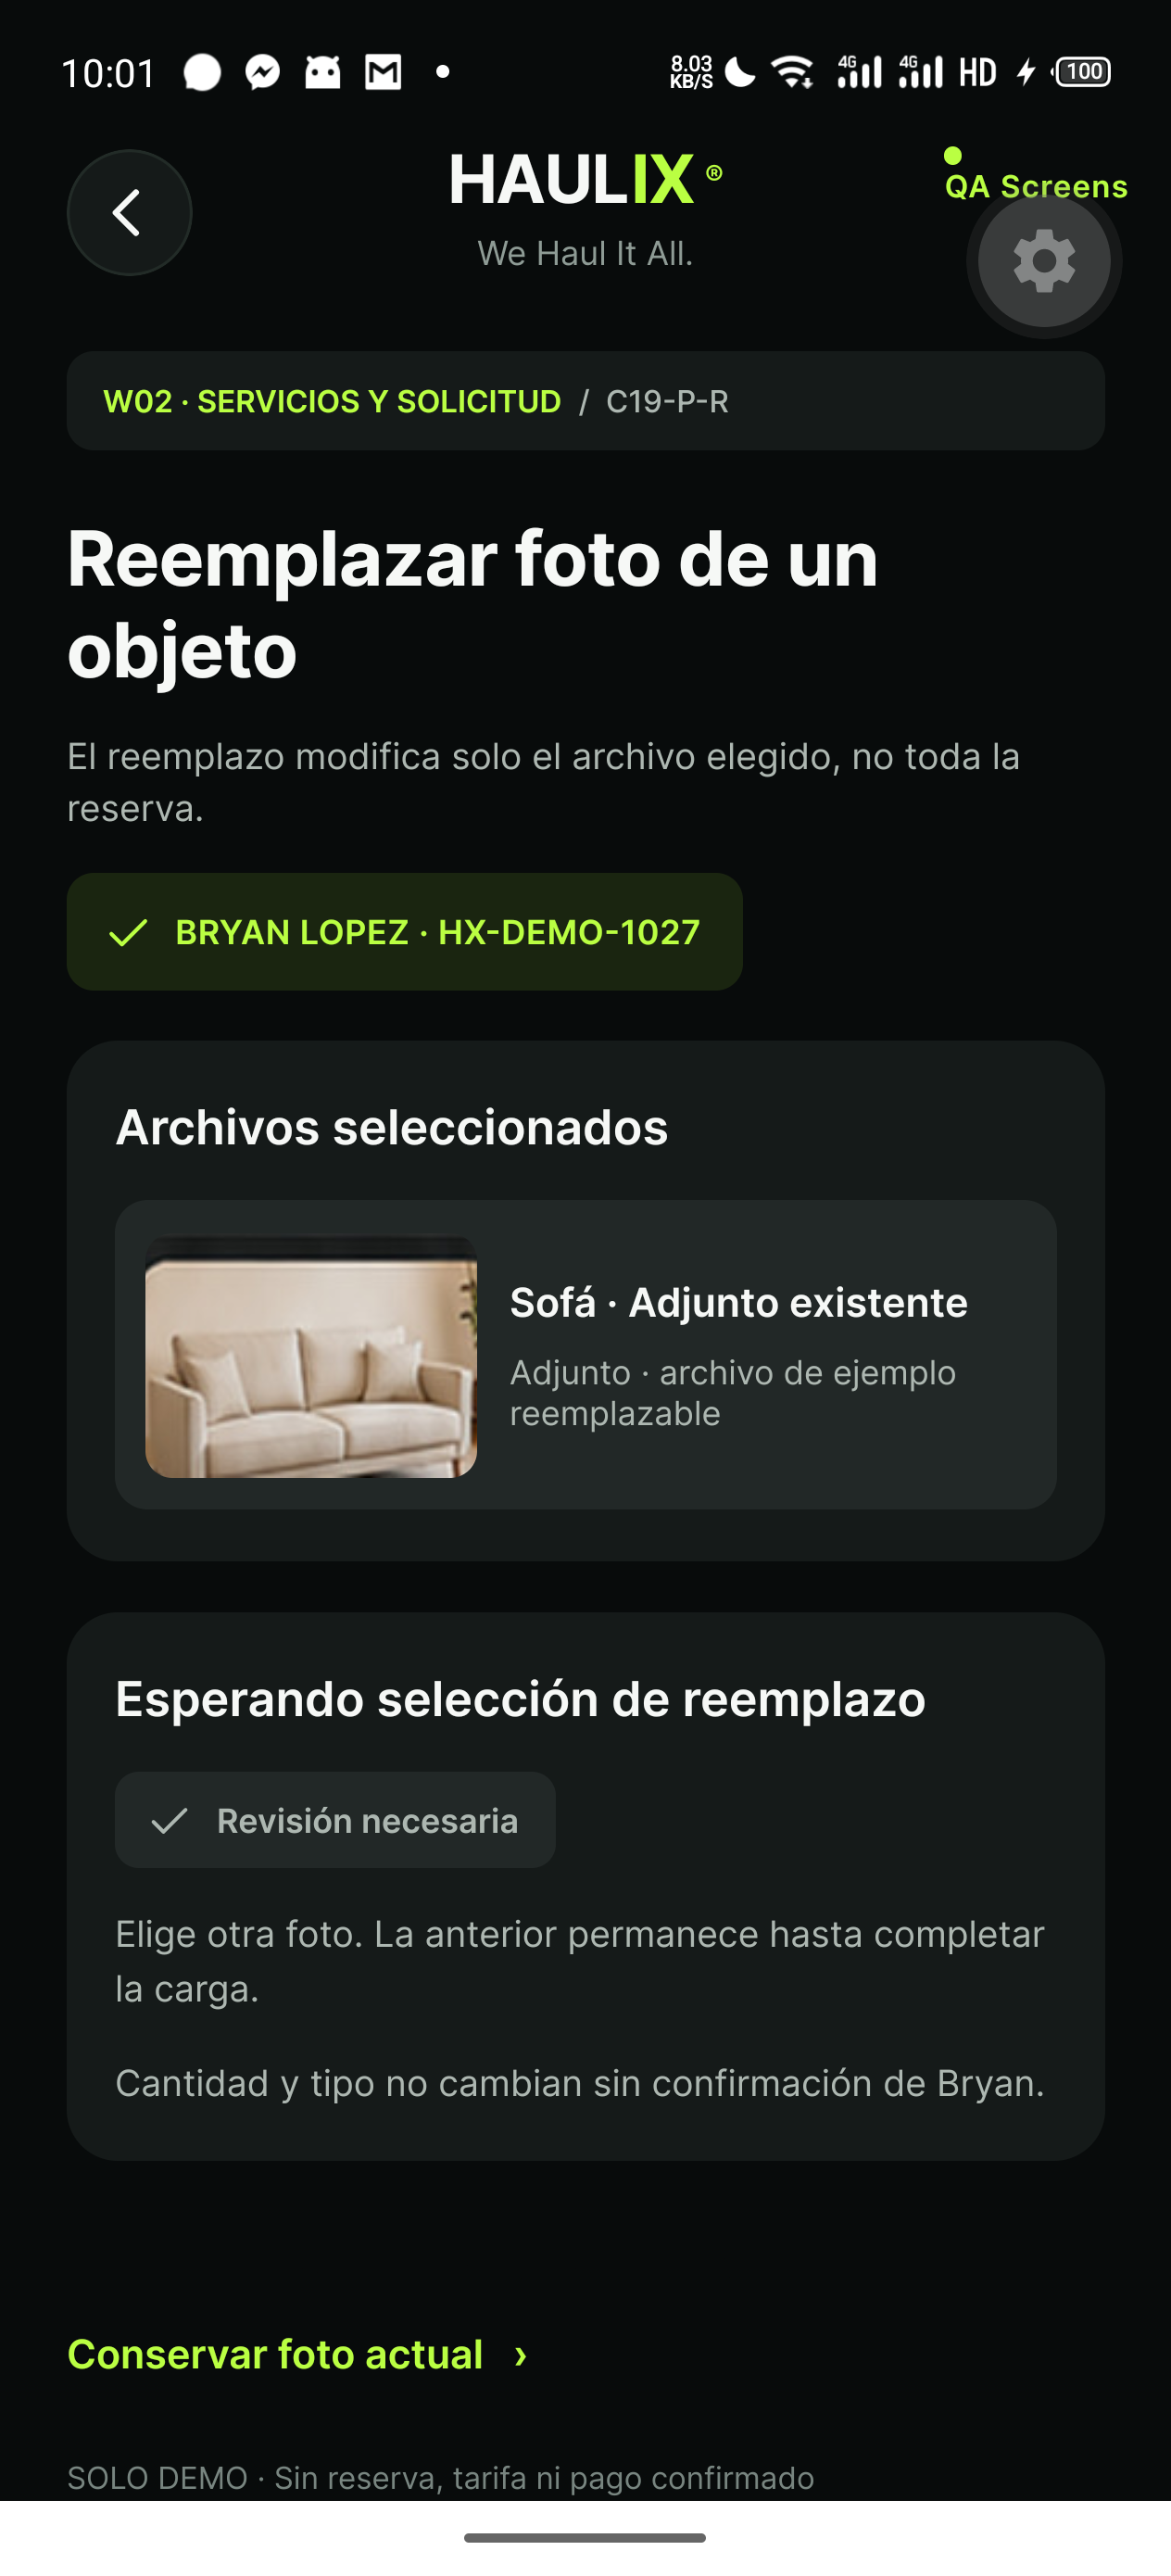 10:01
8.03
KB/S
4G
4G
HD
100
HAULIX®
We Haul It All.
QA Screens
W02 · SERVICIOS Y SOLICITUD / C19-P-R
Reemplazar foto de un
objeto
El reemplazo modifica solo el archivo elegido, no toda la
reserva.
BRYAN LOPEZ · HX-DEMO-1027
Archivos seleccionados
Sofá · Adjunto existente
Adjunto · archivo de ejemplo
reemplazable
Esperando selección de reemplazo
Revisión necesaria
Elige otra foto. La anterior permanece hasta completar
la carga.
Cantidad y tipo no cambian sin confirmación de Bryan.
Conservar foto actual ›
SOLO DEMO · Sin reserva, tarifa ni pago confirmado